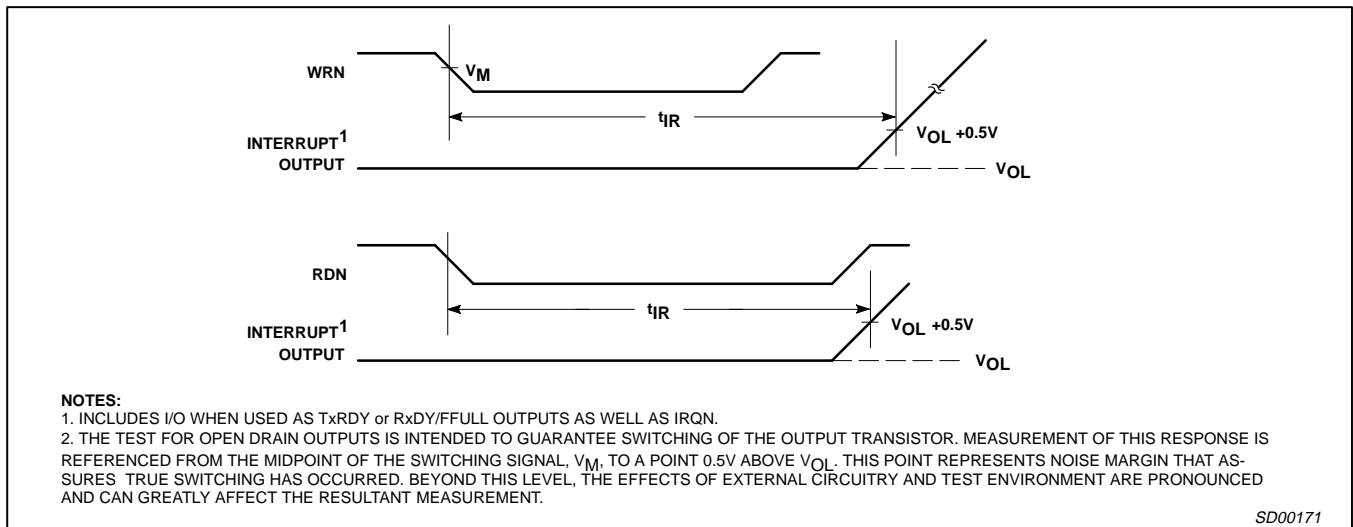 WRN
VM
tIR
INTERRUPT1
OUTPUT
VOL +0.5V
VOL
RDN
tIR
INTERRUPT1
OUTPUT
VOL +0.5V
VOL
NOTES:
1. INCLUDES I/O WHEN USED AS TxRDY or RxDY/FFULL OUTPUTS AS WELL AS IRQN.
2. THE TEST FOR OPEN DRAIN OUTPUTS IS INTENDED TO GUARANTEE SWITCHING OF THE OUTPUT TRANSISTOR. MEASUREMENT OF THIS RESPONSE IS
REFERENCED FROM THE MIDPOINT OF THE SWITCHING SIGNAL, VM, TO A POINT 0.5V ABOVE VOL. THIS POINT REPRESENTS NOISE MARGIN THAT AS-
SURES TRUE SWITCHING HAS OCCURRED. BEYOND THIS LEVEL, THE EFFECTS OF EXTERNAL CIRCUITRY AND TEST ENVIRONMENT ARE PRONOUNCED
AND CAN GREATLY AFFECT THE RESULTANT MEASUREMENT.
SD00171